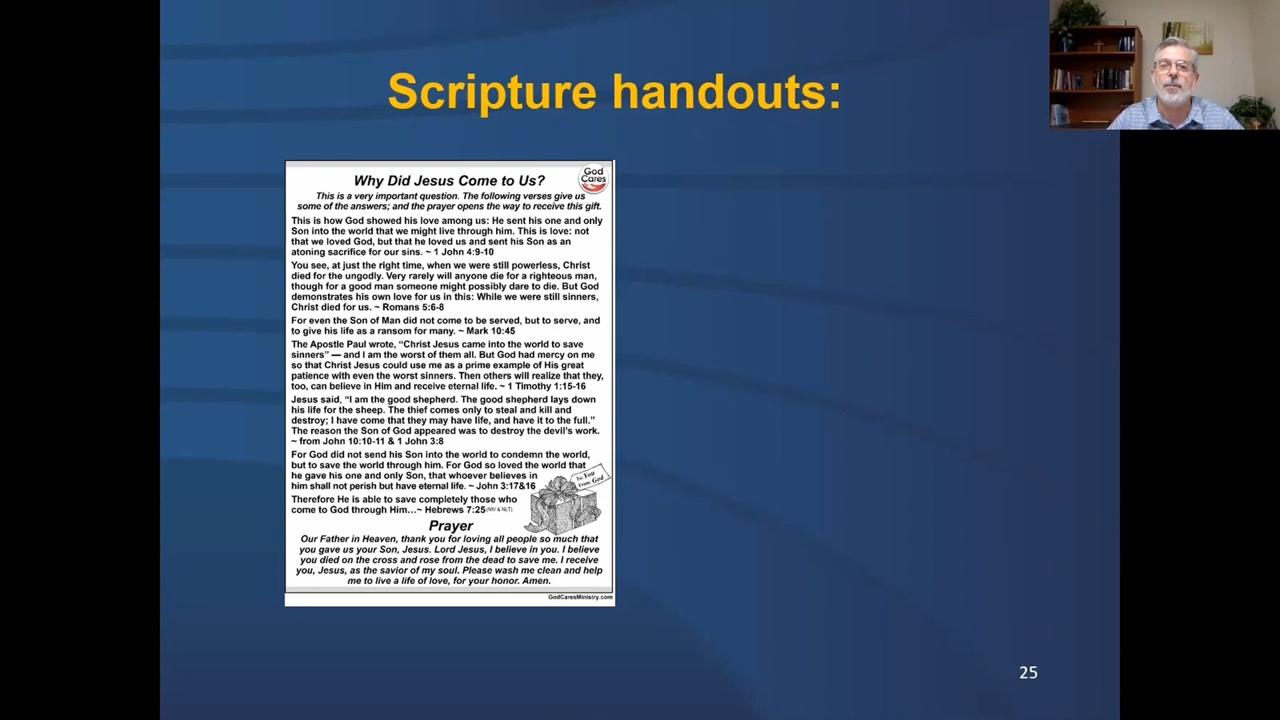 Scripture handouts:
Why Did Jesus Come to Us?
God
Cares
This is a very important question. The following verses give us
some of the answers; and the prayer opens the way to receive this gift.
This is how God showed his love among us: He sent his one and only
Son into the world that we might live through him. This is love: not
that we loved God, but that he loved us and sent his Son as an
atoning sacrifice for our sins. ~ 1 John 4:9-10
You see, at just the right time, when we were still powerless, Christ
died for the ungodly. Very rarely will anyone die for a righteous man,
though for a good man someone might possibly dare to die. But God
demonstrates his own love for us in this: While we were still sinners,
Christ died for us. ~ Romans 5:6-8
For even the Son of Man did not come to be served, but to serve, and
to give his life as a ransom for many. ~ Mark 10:45
The Apostle Paul wrote, “Christ Jesus came into the world to save
sinners” — and I am the worst of them all. But God had mercy on me
so that Christ Jesus could use me as a prime example of His great
patience with even the worst sinners. Then others will realize that they,
too, can believe in Him and receive eternal life. ~ 1 Timothy 1:15-16
Jesus said, “I am the good shepherd. The good shepherd lays down
his life for the sheep. The thief comes only to steal and kill and
destroy; I have come that they may have life, and have it to the full.”
The reason the Son of God appeared was to destroy the devil’s work.
~ from John 10:10-11 & 1 John 3:8
For God did not send his Son into the world to condemn the world,
but to save the world through him. For God so loved the world that
he gave his one and only Son, that whoever believes in
him shall not perish but have eternal life. ~ John 3:17&16
To: You
From: God
Therefore He is able to save completely those who
come to God through Him…~ Hebrews 7:25 (NIV & NLT)
Prayer
Our Father in Heaven, thank you for loving all people so much that
you gave us your Son, Jesus. Lord Jesus, I believe in you. I believe
you died on the cross and rose from the dead to save me. I receive
you, Jesus, as the savior of my soul. Please wash me clean and help
me to live a life of love, for your honor. Amen.
GodCaresMinistry.com
25